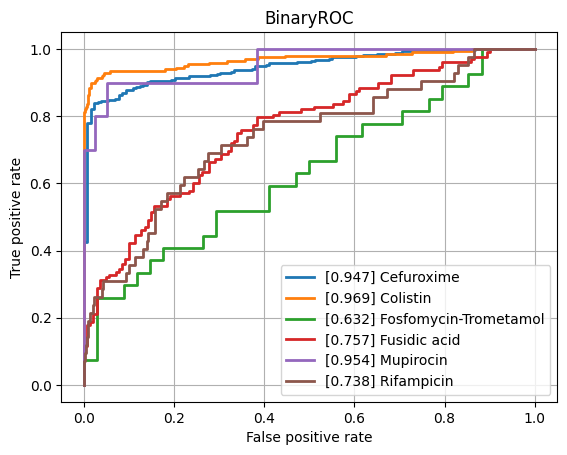 BinaryROC
True positive rate
1.0
0.8
0.6
0.4
0.2
0.0
[0.947] Cefuroxime
[0.969] Colistin
[0.632] Fosfomycin-Trometamol
[0.757] Fusidic acid
[0.954] Mupirocin
[0.738] Rifampicin
0.0 0.2 0.4 0.6 0.8 1.0
False positive rate